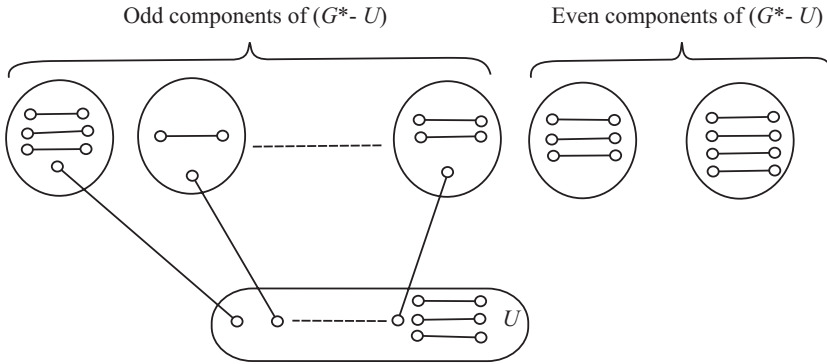 Odd components of (G*- U)
Even components of (G*- U)
U